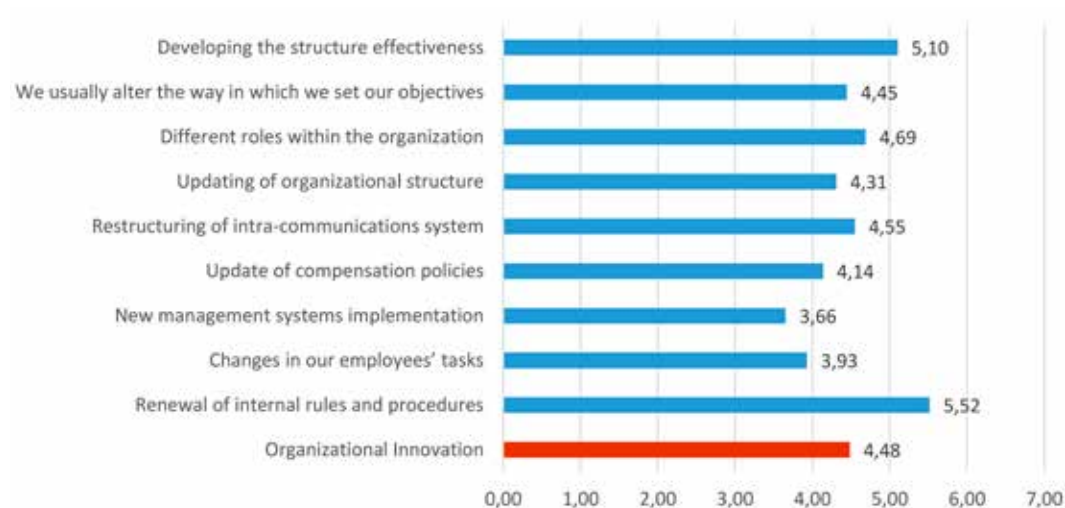 Developing the structure effectiveness 5,10
We usually alter the way in which we set our objectives 4,45
Different roles within the organization 4,69
Updating of organizational structure 4,31
Restructuring of intra-communications system 4,55
Update of compensation policies 4,14
New management systems implementation 3,66
Changes in our employees’ tasks 3,93
Renewal of internal rules and procedures 5,52
Organizational Innovation 4,48
0,00 1,00 2,00 3,00 4,00 5,00 6,00 7,00